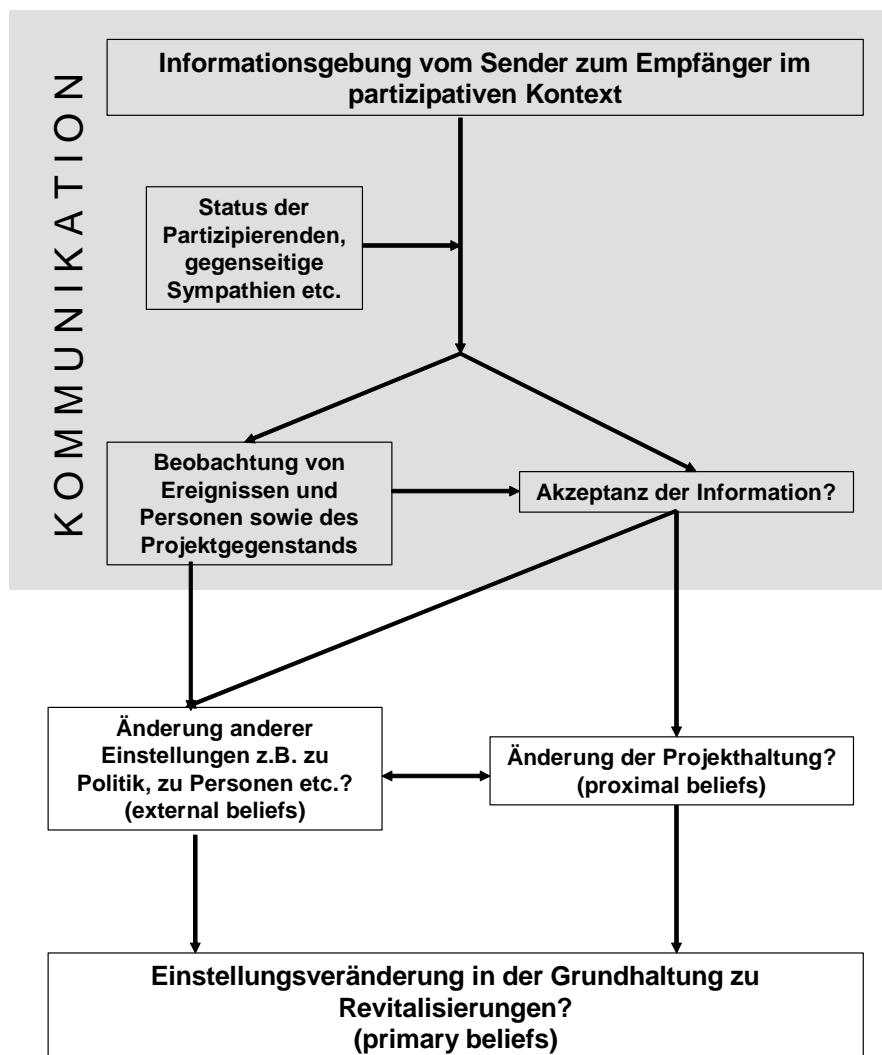 KOMMUNIKATION
Informationsgebung vom Sender zum Empfänger im
partizipativen Kontext
Status der
Partizipierenden,
gegenseitige
Sympathien etc.
Beobachtung von
Ereignissen und
Personen sowie des
Projektgegenstands
Akzeptanz der Information?
Änderung anderer
Einstellungen z.B. zu
Politik, zu Personen etc.?
(external beliefs)
Änderung der Projekthaltung?
(proximal beliefs)
Einstellungsveränderung in der Grundhaltung zu
Revitalisierungen?
(primary beliefs)